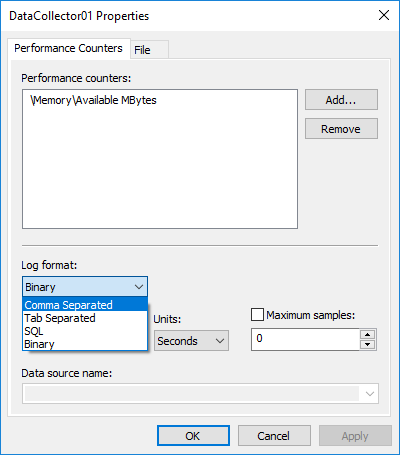 DataCollector01 Properties
Performance Counters
File
Performance counters:
\Memory\Available MBytes
Add...
Remove
Log format:
Binary
Comma Separated
Tab Separated
SQL
Binary
Units:
Seconds
Maximum samples:
0
Data source name:
OK
Cancel
Apply